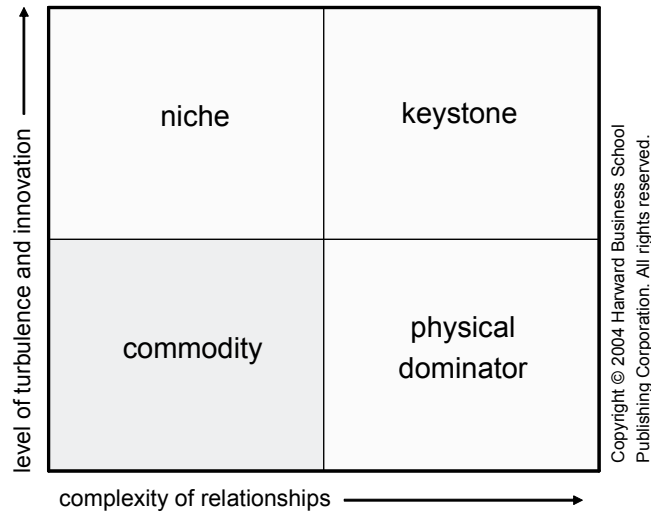 level of turbulence and innovation
niche
keystone
commodity
physical
dominator
complexity of relationships
Copyright © 2004 Harward Business School
Publishing Corporation. All rights reserved.